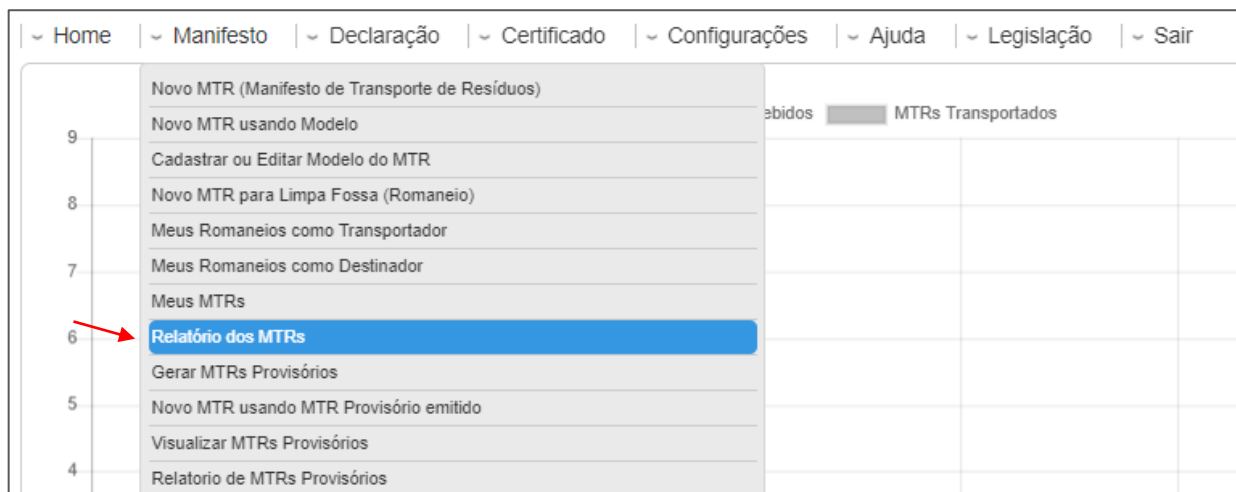 Home Manifesto Declaração Certificado Configurações Ajuda Legislação Sair
Novo MTR (Manifesto de Transporte de Resíduos)
ebidos MTRs Transportados
Novo MTR usando Modelo
9
Cadastrar ou Editar Modelo do MTR
Novo MTR para Limpa Fossa (Romaneio)
8
Meus Romaneios como Transportador
Meus Romaneios como Destinador
7
Meus MTRs
Relatório dos MTRs
6
Gerar MTRs Provisórios
5
Novo MTR usando MTR Provisório emitido
Visualizar MTRs Provisórios
4
Relatorio de MTRs Provisórios